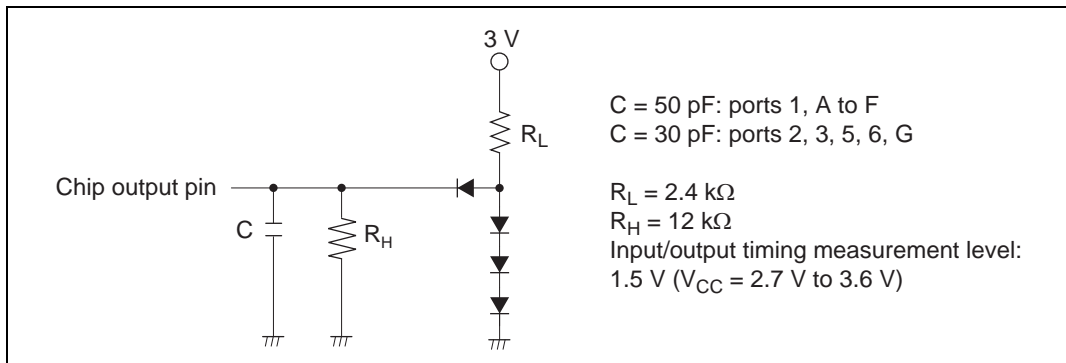 3 V
R_L
Chip output pin
C
R_H
C = 50 pF: ports 1, A to F
C = 30 pF: ports 2, 3, 5, 6, G
R_L = 2.4 kΩ
R_H = 12 kΩ
Input/output timing measurement level:
1.5 V (V_CC = 2.7 V to 3.6 V)